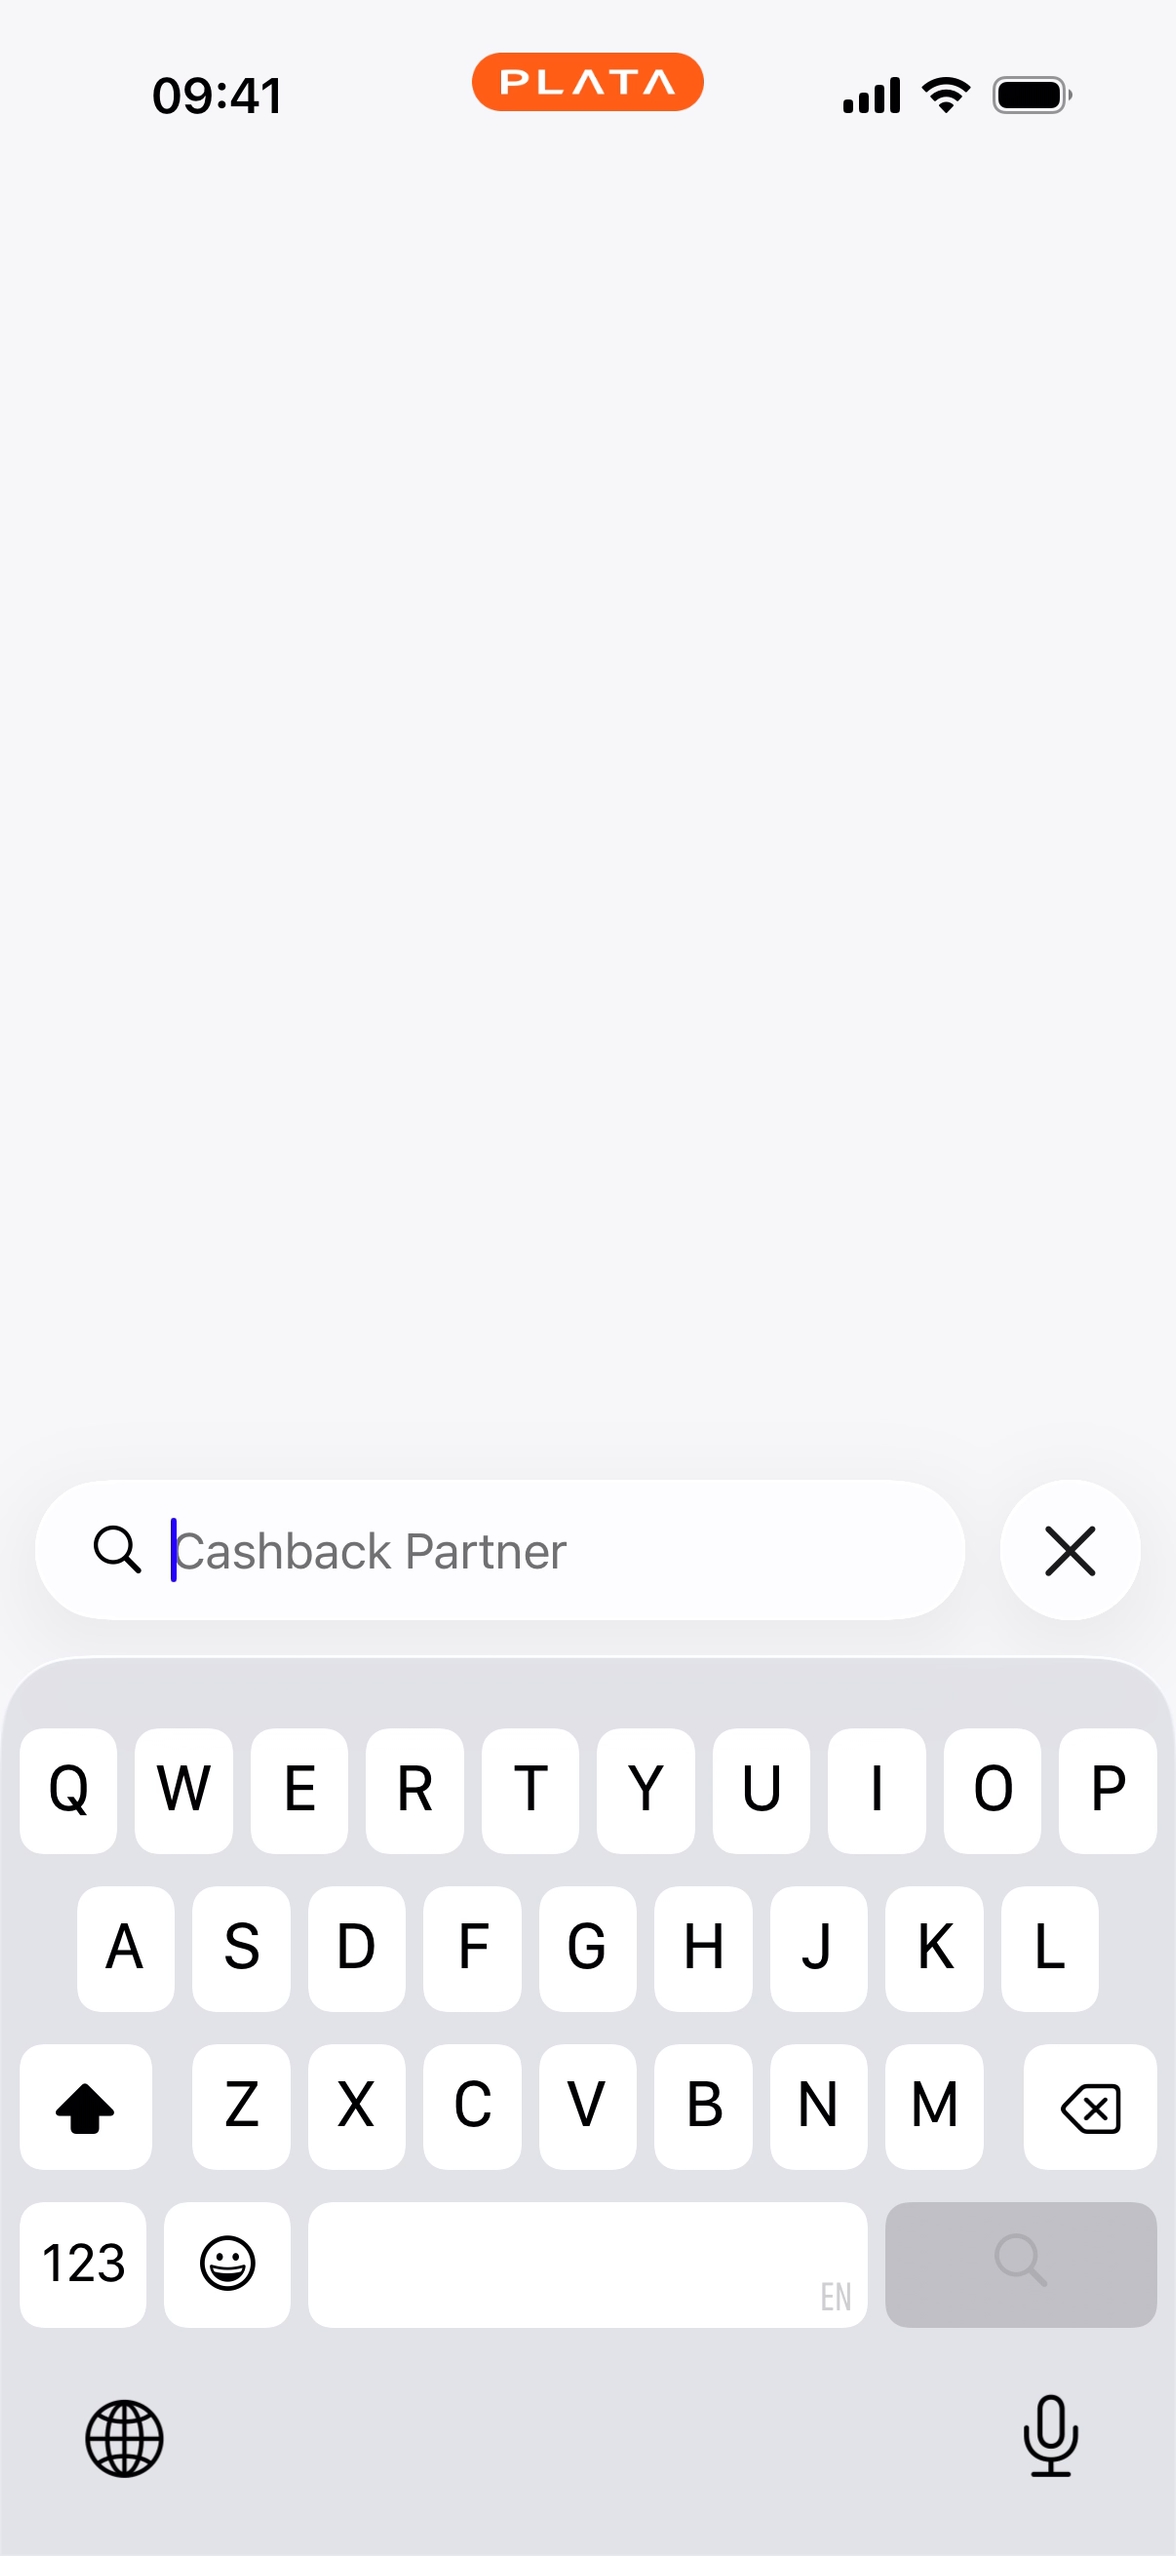 09:41
PLATA
Cashback Partner
Q W E R T Y U I O P
A S D F G H J K L
Z X C V B N M
123
EN